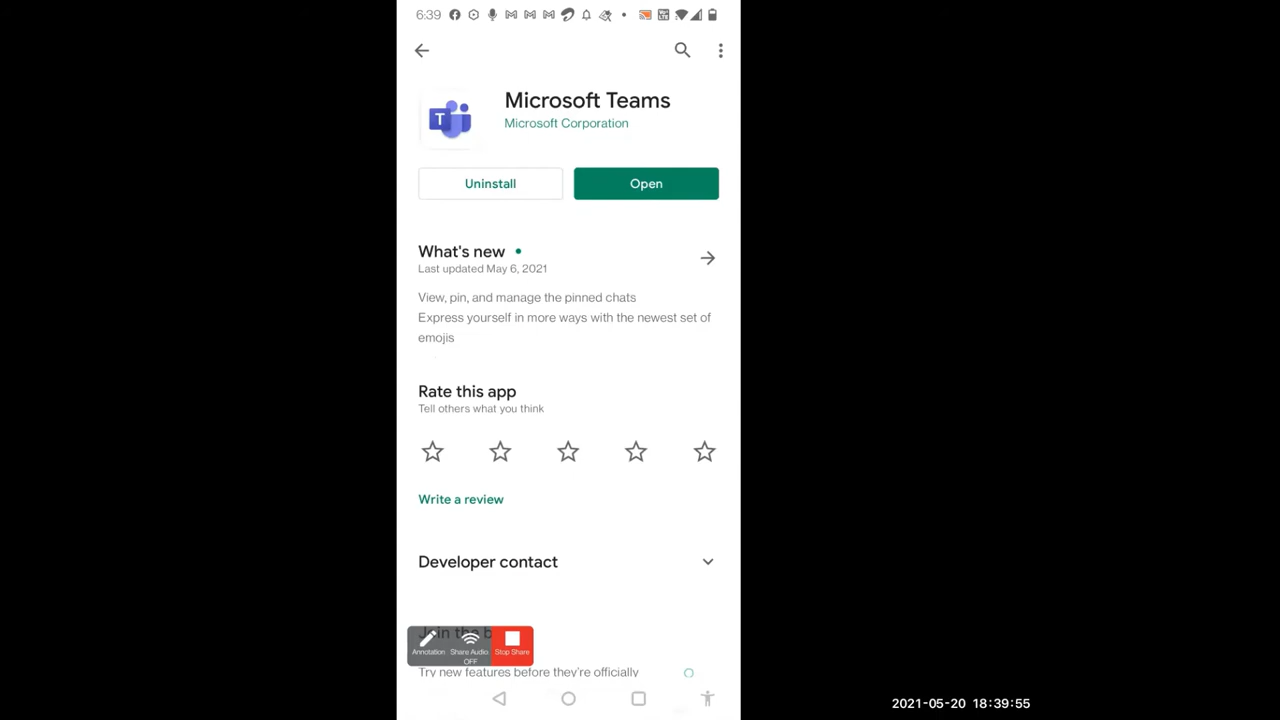 6:39
Microsoft Teams
Microsoft Corporation
Uninstall
Open
What's new
Last updated May 6, 2021
View, pin, and manage the pinned chats
Express yourself in more ways with the newest set of
emojis
Rate this app
Tell others what you think
Write a review
Developer contact
Join the b
Annotation
Share Audio
OFF
Stop Share
Try new features before they're officially
2021-05-20 18:39:55